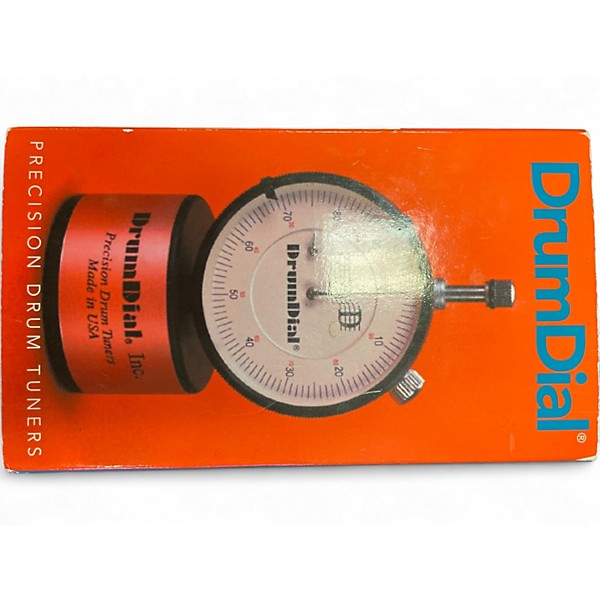 DrumDial®
DrumDial®
70
60
50
40
30
20
10
DrumDial, Inc.
Precision Drum Tuners
Made in USA
PRECISION DRUM TUNERS